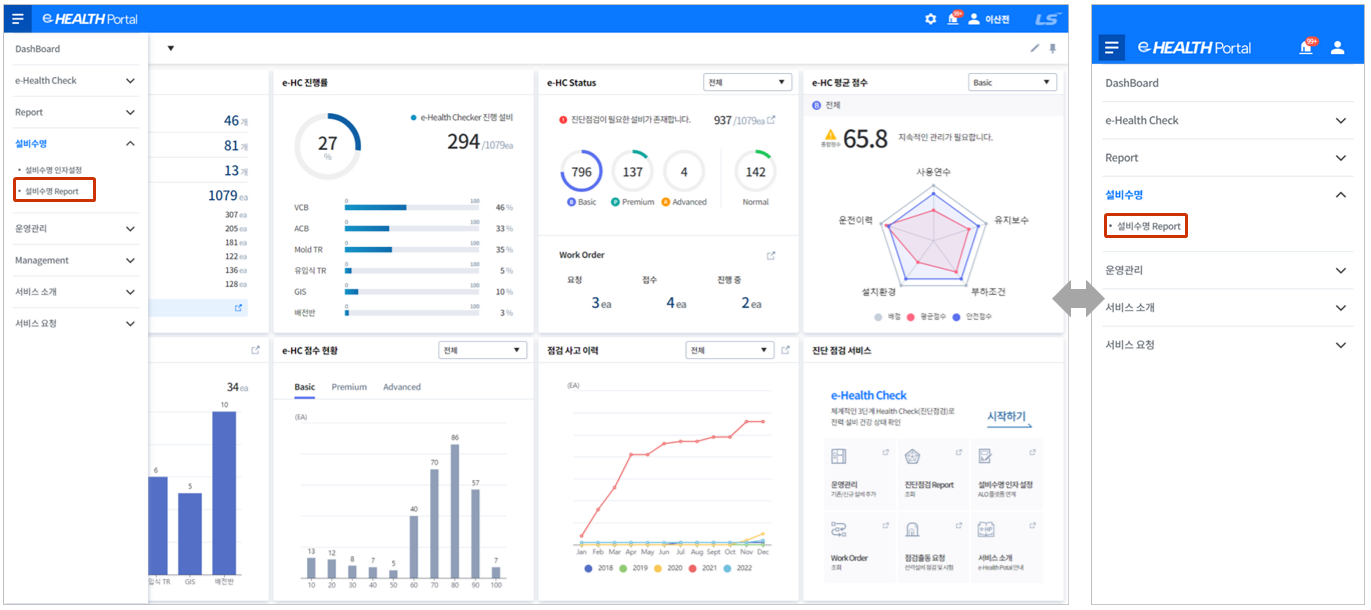 e-HEALTH Portal
99+
이산전
LS
DashBoard
e-Health Check
Report
설비수명
설비수명 인자설정
설비수명 Report
운영관리
Management
서비스 소개
서비스 요청
46 개
81 개
13 개
1079 ea
307 ea
205 ea
181 ea
122 ea
136 ea
128 ea
e-HC 진행률
27
%
e-Health Checker 진행 설비
294 /1079ea
0 100
VCB 46 %
0 100
ACB 33 %
0 100
Mold TR 35 %
0 100
유입식 TR 5 %
0 100
GIS 10 %
0 100
배전반 3 %
e-HC Status
전체
진단점검이 필요한 설비가 존재합니다. 937 /1079ea
796 137 4 142
B Basic P Premium A Advanced Normal
Work Order
요청 접수 진행 중
3 ea 4 ea 2 ea
e-HC 평균 점수
Basic
B 전체
종합점수 65.8 지속적인 관리가 필요합니다.
사용연수
운전이력 유지보수
설치환경 부하조건
배점 평균점수 안전점수
34 ea
10
6
5
입식 TR GIS 배전반
e-HC 점수 현황
전체
Basic Premium Advanced
(EA)
13 12 8 7 5 40 70 86 57 7
10 20 30 40 50 60 70 80 90 100
점검 사고 이력
전체
(EA)
Jan Feb Mar Apr May Jun Jul Aug Sept Oct Nov Dec
2018 2019 2020 2021 2022
진단 점검 서비스
e-Health Check
체계적인 3단계 Health Check(진단점검)로
전력 설비 건강 상태 확인
시작하기
운영관리
기존/신규 설비 추가
진단점검 Report
조회
설비수명 인자 설정
ALO 플랫폼 연계
Work Order
조회
점검출동 요청
전력설비 점검 및 시험
e-HP
서비스 소개
e-Health Potal 안내
e-HEALTH Portal
99+
DashBoard
e-Health Check
Report
설비수명
설비수명 Report
운영관리
서비스 소개
서비스 요청